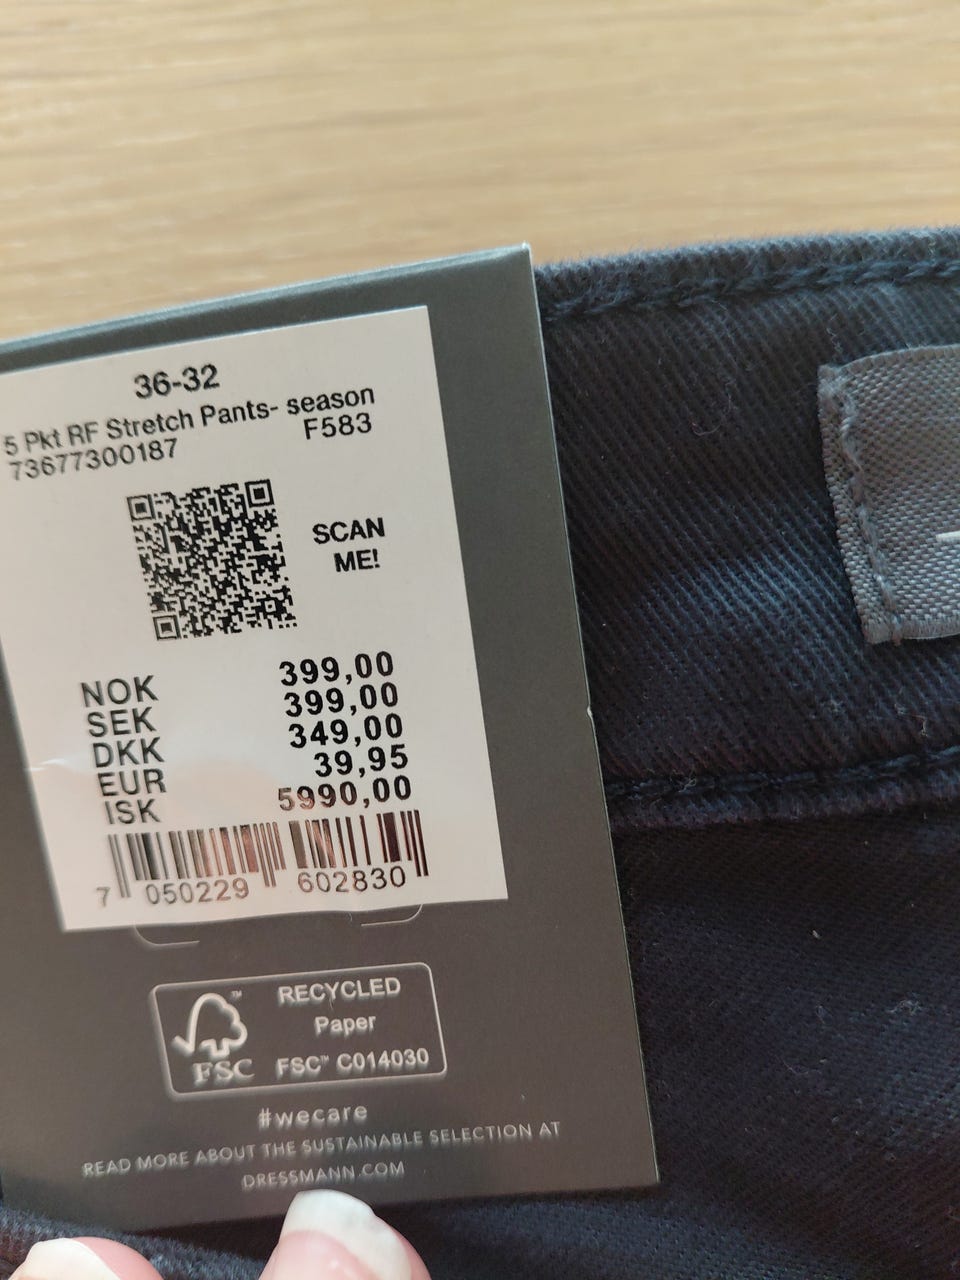 36-32
5 Pkt RF Stretch Pants- season
73677300187 F583
SCAN
ME!
NOK 399,00
SEK 399,00
DKK 349,00
EUR 39,95
ISK 5990,00
7 050229 602830
FSC™ RECYCLED
Paper
FSC™ C014030
#wecare
READ MORE ABOUT THE SUSTAINABLE SELECTION AT
DRESSMANN.COM